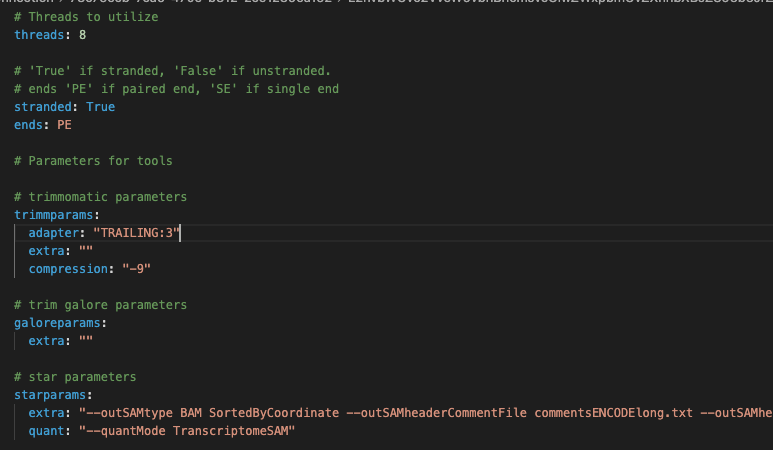 # Threads to utilize
threads: 8
# 'True' if stranded, 'False' if unstranded.
# ends 'PE' if paired end, 'SE' if single end
stranded: True
ends: PE
# Parameters for tools
# trimmomatic parameters
trimmparams:
adapter: "TRAILING:3"
extra: ""
compression: "-9"
# trim galore parameters
galoreparams:
extra: ""
# star parameters
starparams:
extra: "--outSAMtype BAM SortedByCoordinate --outSAMheaderCommentFile commentsENCODElong.txt --outSAMhe
quant: "--quantMode TranscriptomeSAM"